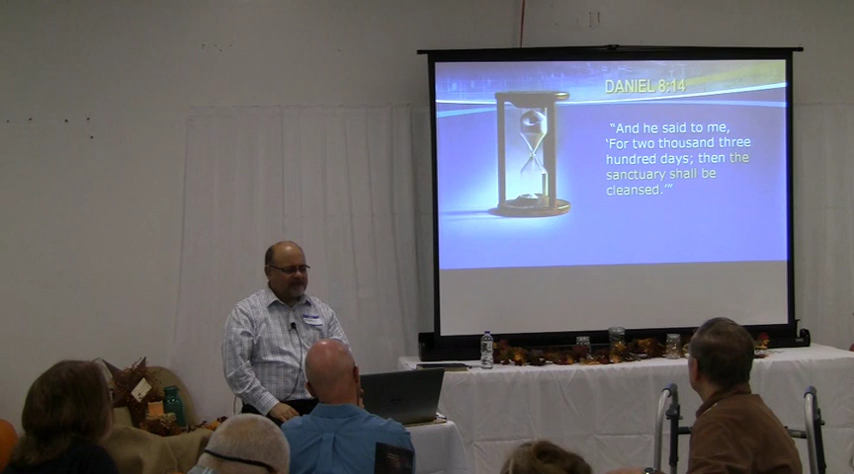 DANIEL 8:14
“And he said to me,
‘For two thousand three
hundred days; then the
sanctuary shall be
cleansed.’”